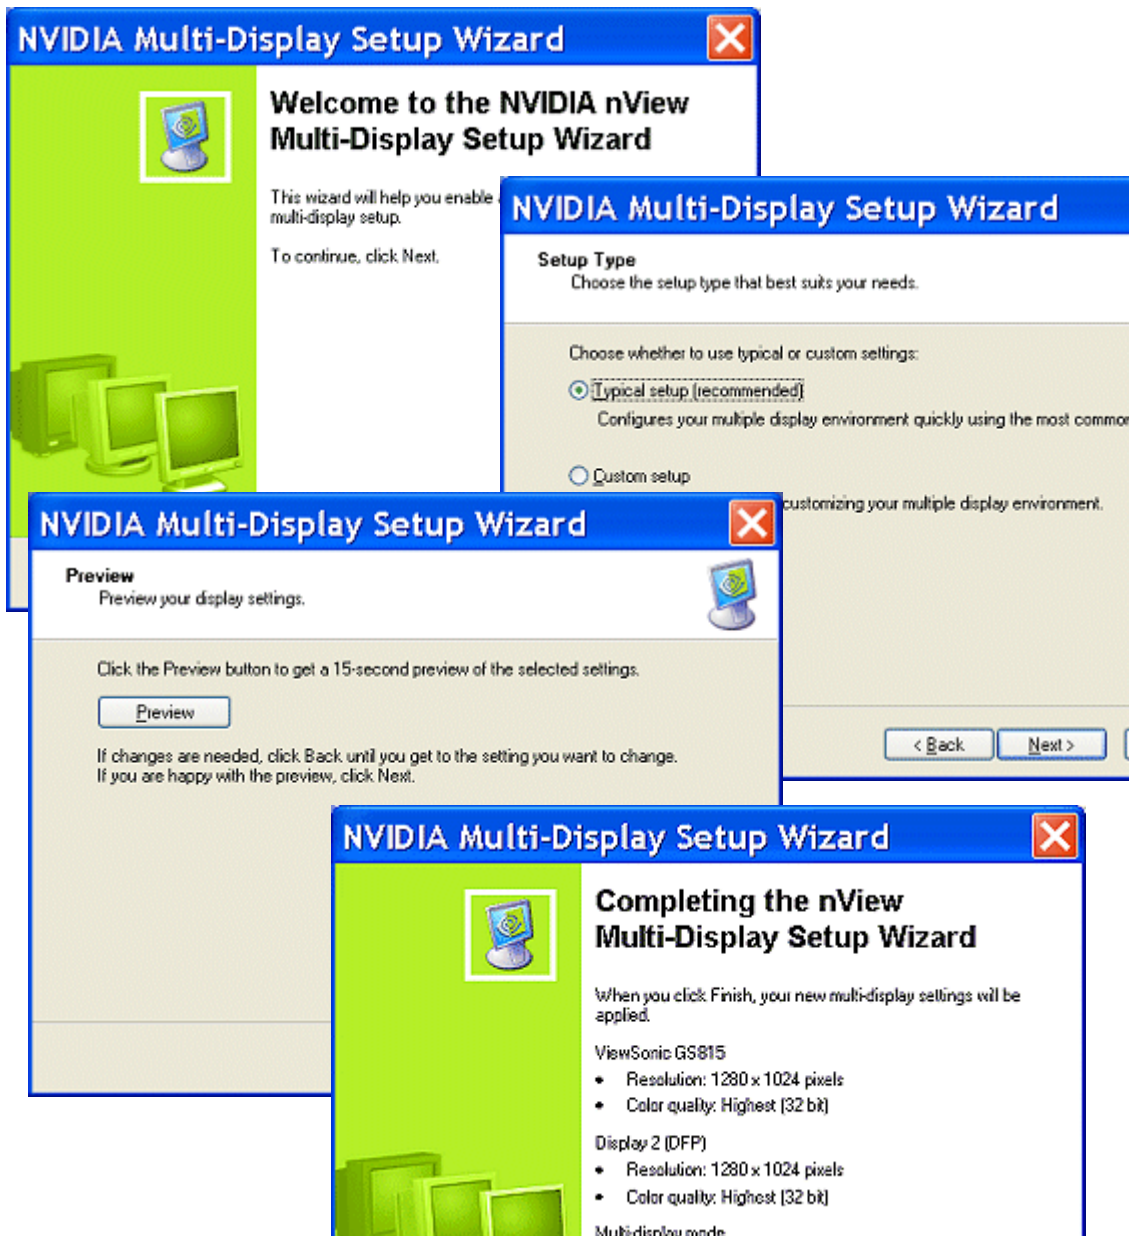 NVIDIA Multi-Display Setup Wizard
Welcome to the NVIDIA nView
Multi-Display Setup Wizard
This wizard will help you enable
multi-display setup.
To continue, click Next.
NVIDIA Multi-Display Setup Wizard
Setup Type
Choose the setup type that best suits your needs.
Choose whether to use typical or custom settings:
Typical setup (recommended)
Configures your multiple display environment quickly using the most common
Custom setup
customizing your multiple display environment.
< Back
Next >
NVIDIA Multi-Display Setup Wizard
Preview
Preview your display settings.
Click the Preview button to get a 15-second preview of the selected settings.
Preview
If changes are needed, click Back until you get to the setting you want to change.
If you are happy with the preview, click Next.
NVIDIA Multi-Display Setup Wizard
Completing the nView
Multi-Display Setup Wizard
When you click Finish, your new multi-display settings will be
applied.
ViewSonic GS815
• Resolution: 1280 x 1024 pixels
• Color quality: Highest (32 bit)
Display 2 (DFP)
• Resolution: 1280 x 1024 pixels
• Color quality: Highest (32 bit)
Multi-display mode